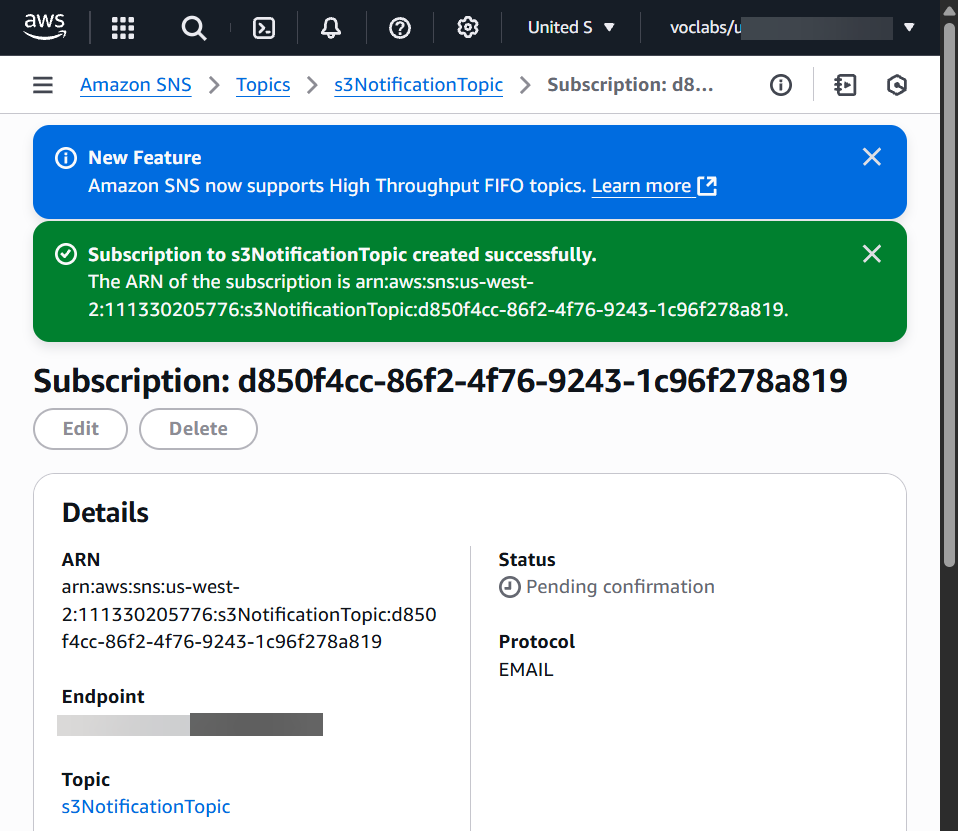 aws
United S
voclabs/u
Amazon SNS
Topics
s3NotificationTopic
Subscription: d8...
New Feature
Amazon SNS now supports High Throughput FIFO topics. Learn more
Subscription to s3NotificationTopic created successfully.
The ARN of the subscription is arn:aws:sns:us-west-
2:111330205776:s3NotificationTopic:d850f4cc-86f2-4f76-9243-1c96f278a819.
Subscription: d850f4cc-86f2-4f76-9243-1c96f278a819
Edit
Delete
Details
ARN
arn:aws:sns:us-west-
2:111330205776:s3NotificationTopic:d850
f4cc-86f2-4f76-9243-1c96f278a819
Endpoint
Topic
s3NotificationTopic
Status
Pending confirmation
Protocol
EMAIL